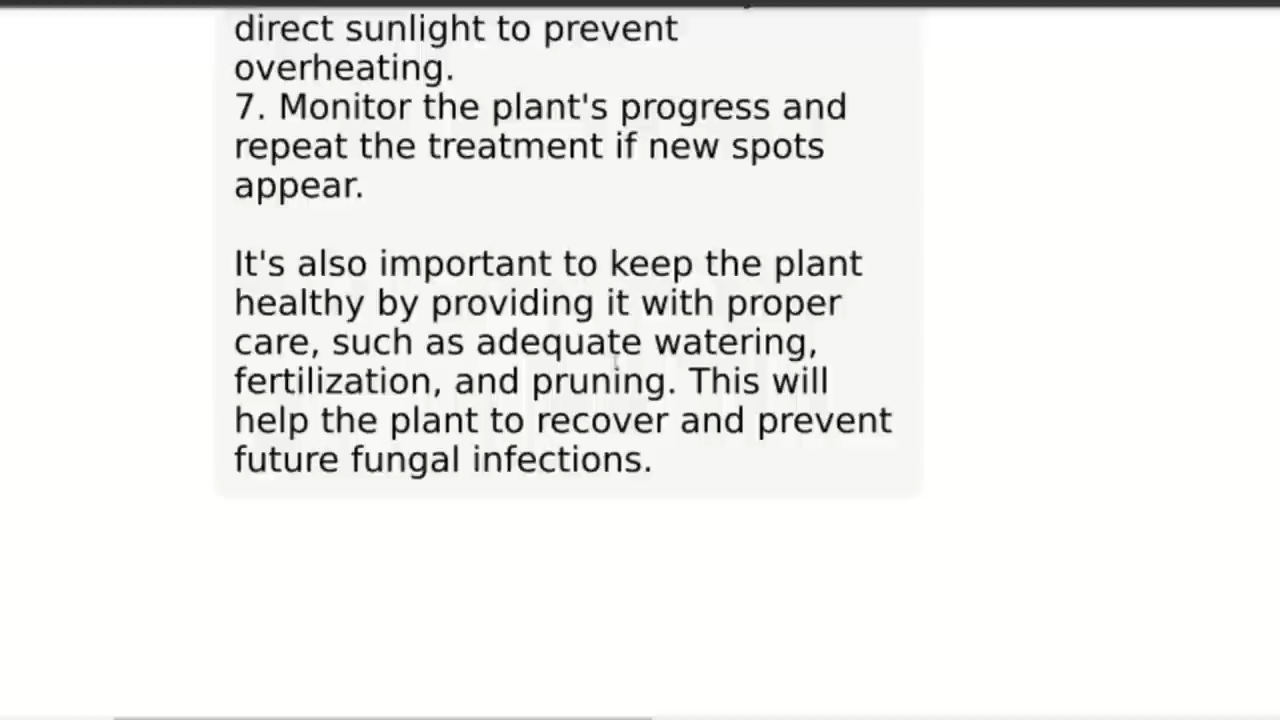 direct sunlight to prevent
overheating.
7. Monitor the plant's progress and
repeat the treatment if new spots
appear.
It's also important to keep the plant
healthy by providing it with proper
care, such as adequate watering,
fertilization, and pruning. This will
help the plant to recover and prevent
future fungal infections.